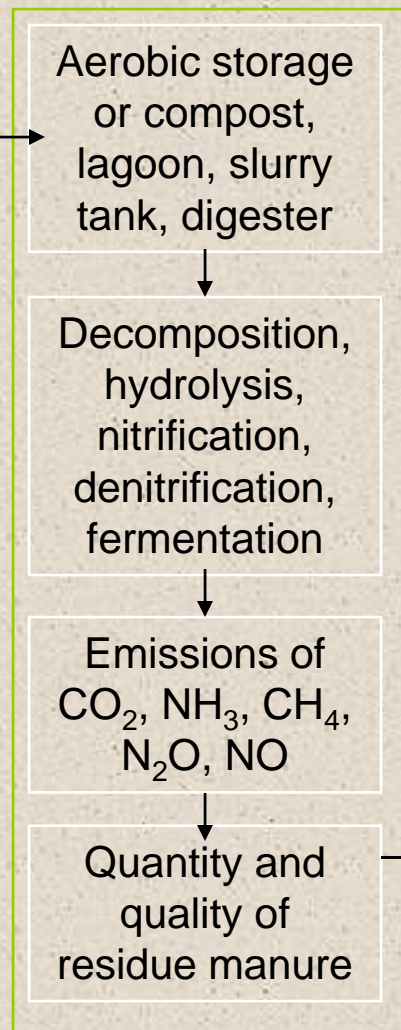 Aerobic storage
or compost,
lagoon, slurry
tank, digester
Decomposition,
hydrolysis,
nitrification,
denitrification,
fermentation
Emissions of
CO₂, NH₃, CH₄,
N₂O, NO
Quantity and
quality of
residue manure